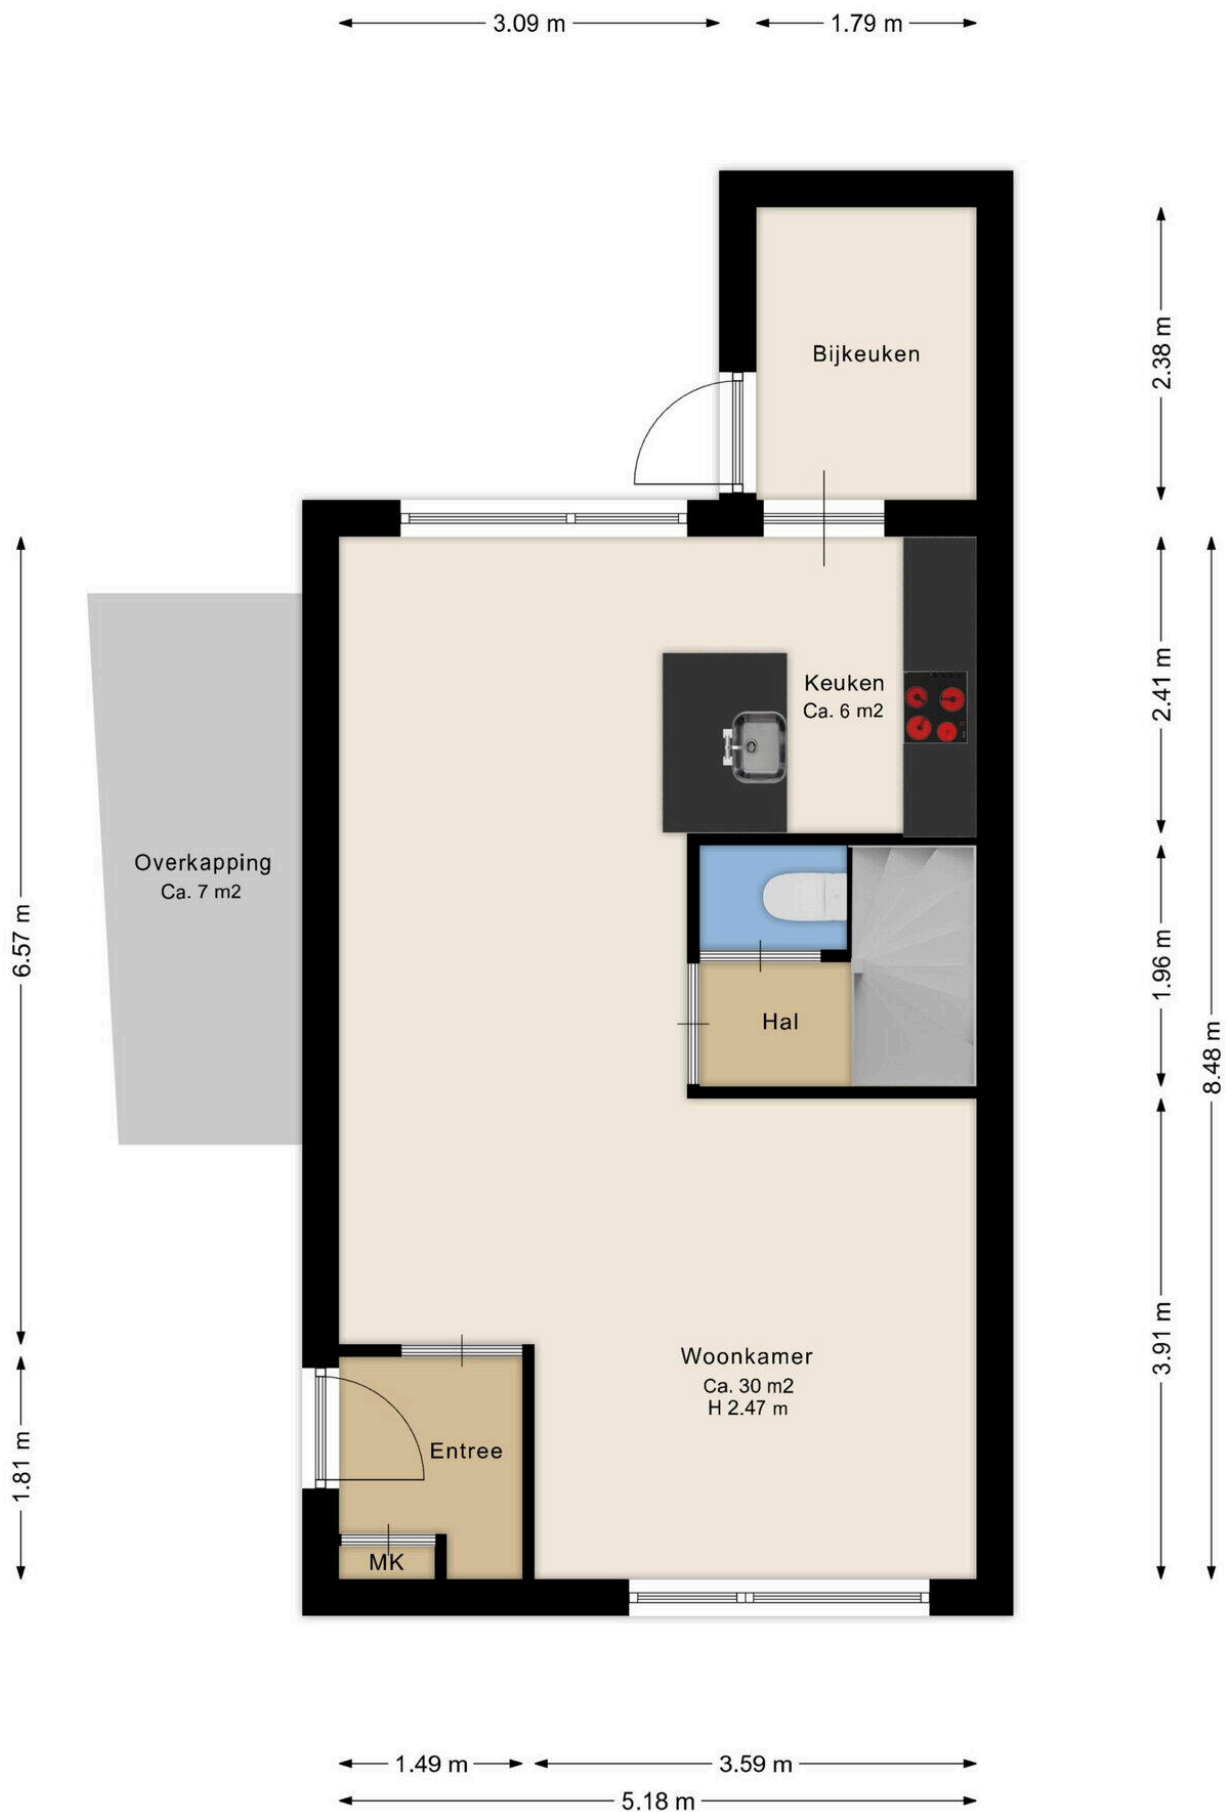 3.09 m
1.79 m
Bijkeuken
2.38 m
Keuken
Ca. 6 m2
2.41 m
Overkapping
Ca. 7 m2
6.57 m
1.96 m
Hal
8.48 m
Woonkamer
Ca. 30 m2
H 2.47 m
3.91 m
Entree
1.81 m
MK
1.49 m
3.59 m
5.18 m